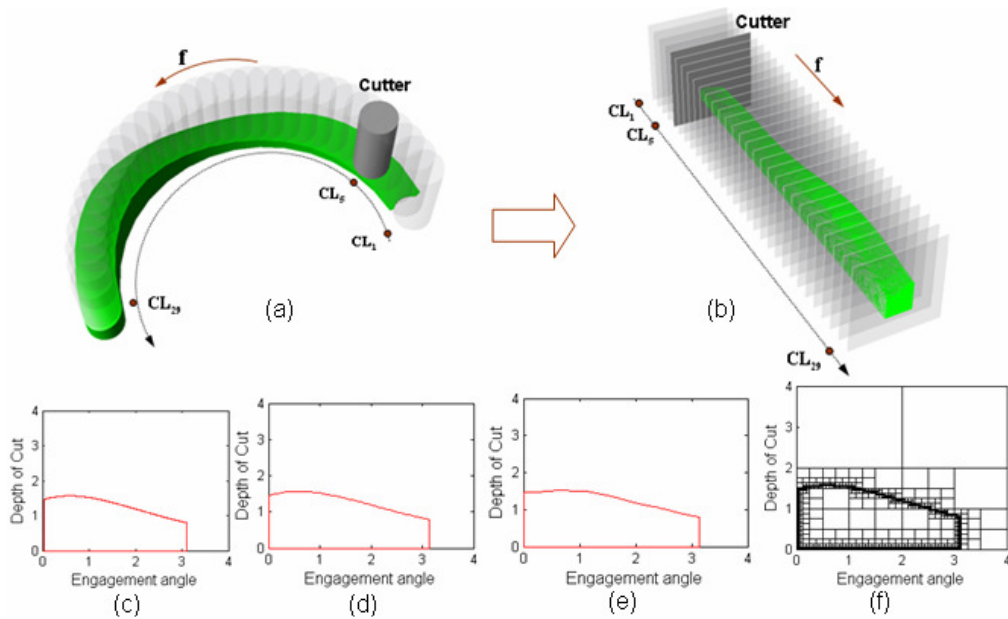 f
Cutter
CL5
CL1
CL29
(a)
Cutter
f
CL1
CL5
CL29
(b)
4
3
2
1
0
Depth of Cut
0 1 2 3 4
Engagement angle
(c)
4
3
2
1
0
Depth of Cut
0 1 2 3 4
Engagement angle
(d)
4
3
2
1
0
Depth of Cut
0 1 2 3 4
Engagement angle
(e)
4
3
2
1
0
Depth of Cut
0 1 2 3 4
Engagement angle
(f)